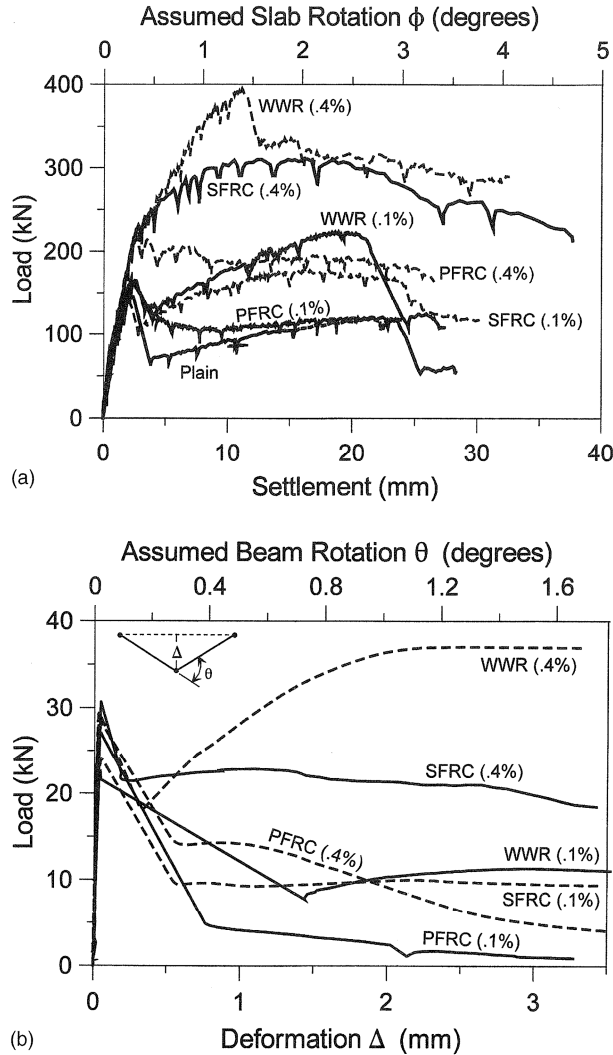 Assumed Slab Rotation ϕ (degrees)
0 1 2 3 4 5
400
WWR (.4%)
300
SFRC (.4%)
WWR (.1%)
200
PFRC (.4%)
PFRC (.1%)
SFRC (.1%)
100
Plain
0
Load (kN)
0 10 20 30 40
(a)
Settlement (mm)
Assumed Beam Rotation θ (degrees)
0 0.4 0.8 1.2 1.6
40
Δ
θ
WWR (.4%)
30
SFRC (.4%)
20
PFRC (.4%)
WWR (.1%)
10
SFRC (.1%)
PFRC (.1%)
0
Load (kN)
0 1 2 3
(b)
Deformation Δ (mm)